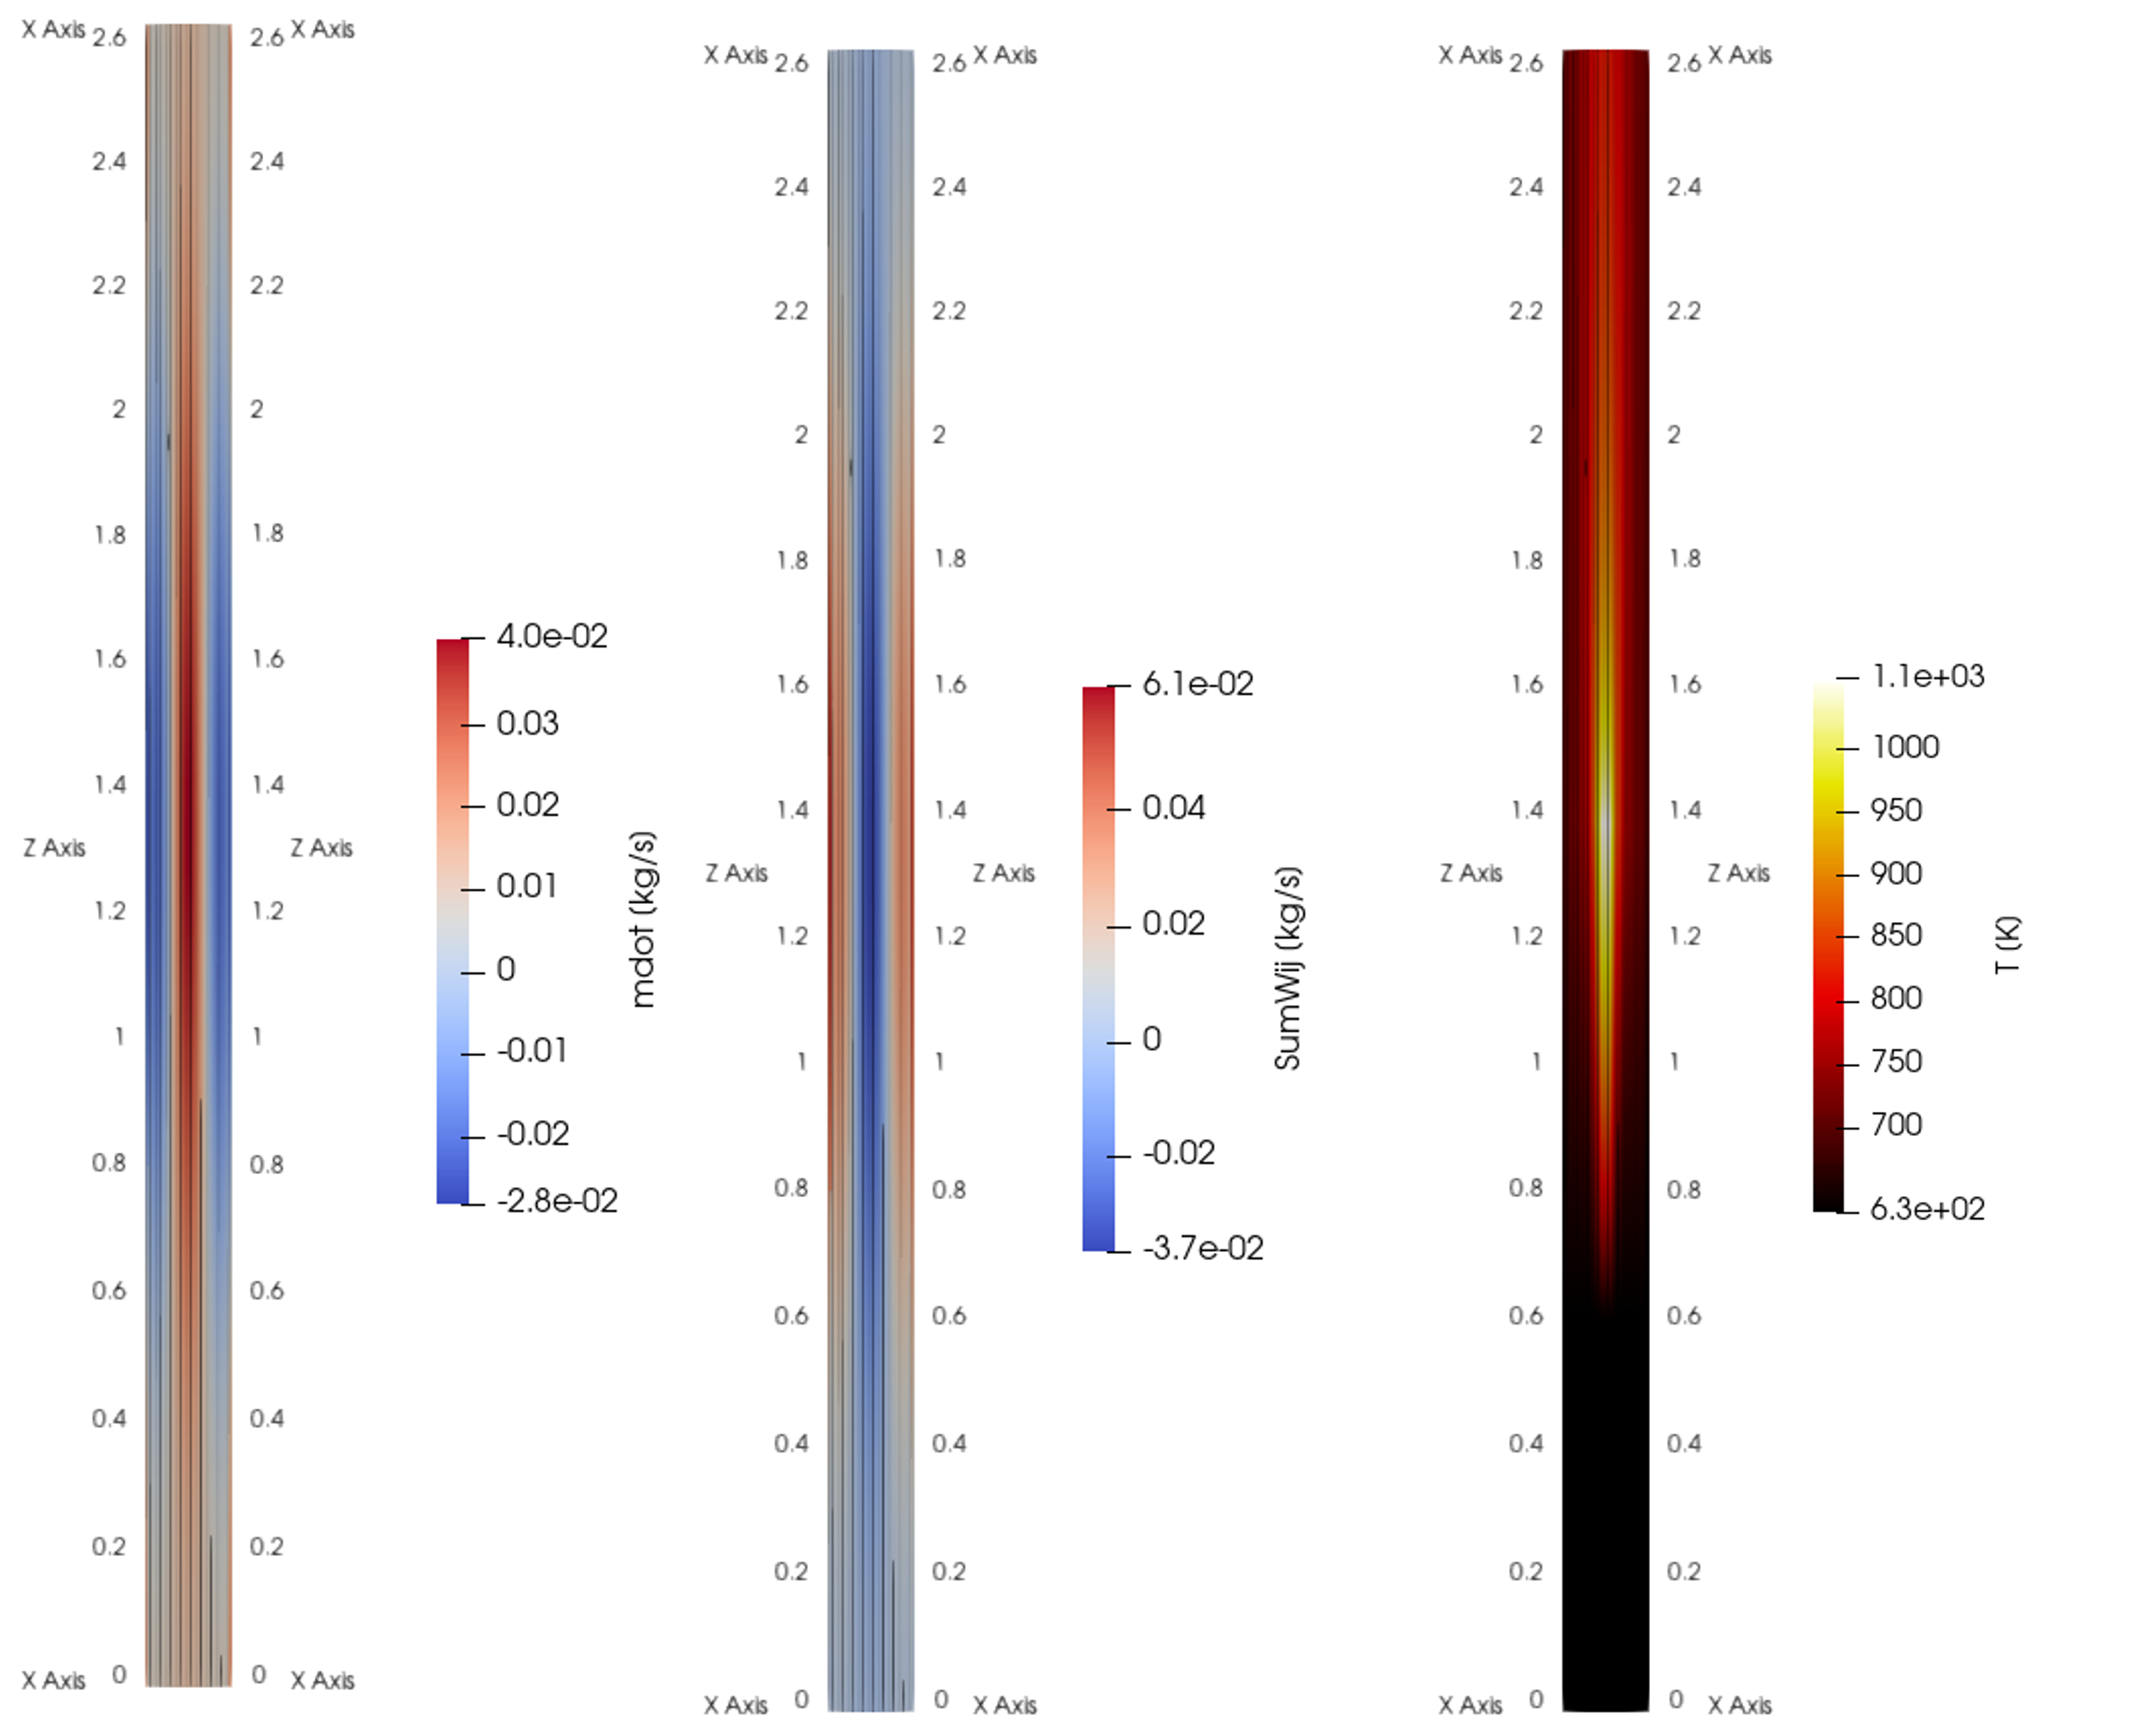 X Axis 2.6 2.6 X Axis
2.4 2.4
2.2 2.2
2 2
1.8 1.8
1.6 1.6
1.4 1.4
Z Axis Z Axis
1.2 1.2
1 1
0.8 0.8
0.6 0.6
0.4 0.4
0.2 0.2
X Axis 0 0 X Axis
4.0e-02
0.03
0.02
0.01
0
-0.01
-0.02
-2.8e-02
mdot (kg/s)
X Axis 2.6 2.6 X Axis
2.4 2.4
2.2 2.2
2 2
1.8 1.8
1.6 1.6
1.4 1.4
Z Axis Z Axis
1.2 1.2
1 1
0.8 0.8
0.6 0.6
0.4 0.4
0.2 0.2
X Axis 0 0 X Axis
6.1e-02
0.04
0.02
0
-0.02
-3.7e-02
SumWij (kg/s)
X Axis 2.6 2.6 X Axis
2.4 2.4
2.2 2.2
2 2
1.8 1.8
1.6 1.6
1.4 1.4
Z Axis Z Axis
1.2 1.2
1 1
0.8 0.8
0.6 0.6
0.4 0.4
0.2 0.2
X Axis 0 0 X Axis
1.1e+03
1000
950
900
850
800
750
700
6.3e+02
T (K)